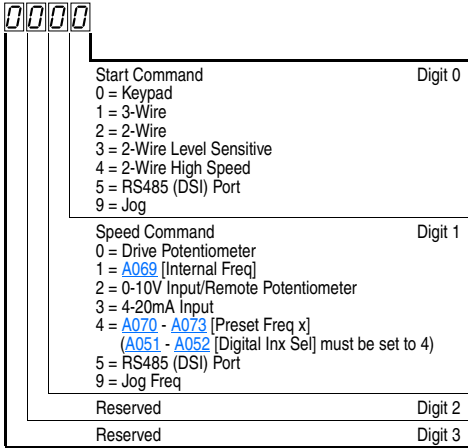 0000
Start Command Digit 0
0 = Keypad
1 = 3-Wire
2 = 2-Wire
3 = 2-Wire Level Sensitive
4 = 2-Wire High Speed
5 = RS485 (DSI) Port
9 = Jog
Speed Command Digit 1
0 = Drive Potentiometer
1 = A069 [Internal Freq]
2 = 0-10V Input/Remote Potentiometer
3 = 4-20mA Input
4 = A070 - A073 [Preset Freq x]
(A051 - A052 [Digital Inx Sel] must be set to 4)
5 = RS485 (DSI) Port
9 = Jog Freq
Reserved Digit 2
Reserved Digit 3